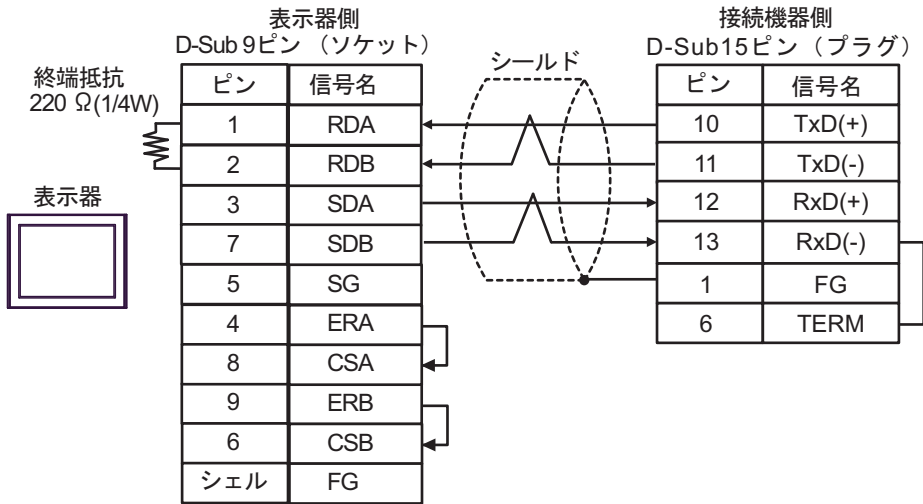 表示器側
D-Sub 9ピン （ソケット）
接続機器側
D-Sub15ピン（プラグ）
終端抵抗
220 Ω(1/4W)
シールド
表示器
ピン 信号名
1 RDA
2 RDB
3 SDA
7 SDB
5 SG
4 ERA
8 CSA
9 ERB
6 CSB
シェル FG
ピン 信号名
10 TxD(+)
11 TxD(-)
12 RxD(+)
13 RxD(-)
1 FG
6 TERM